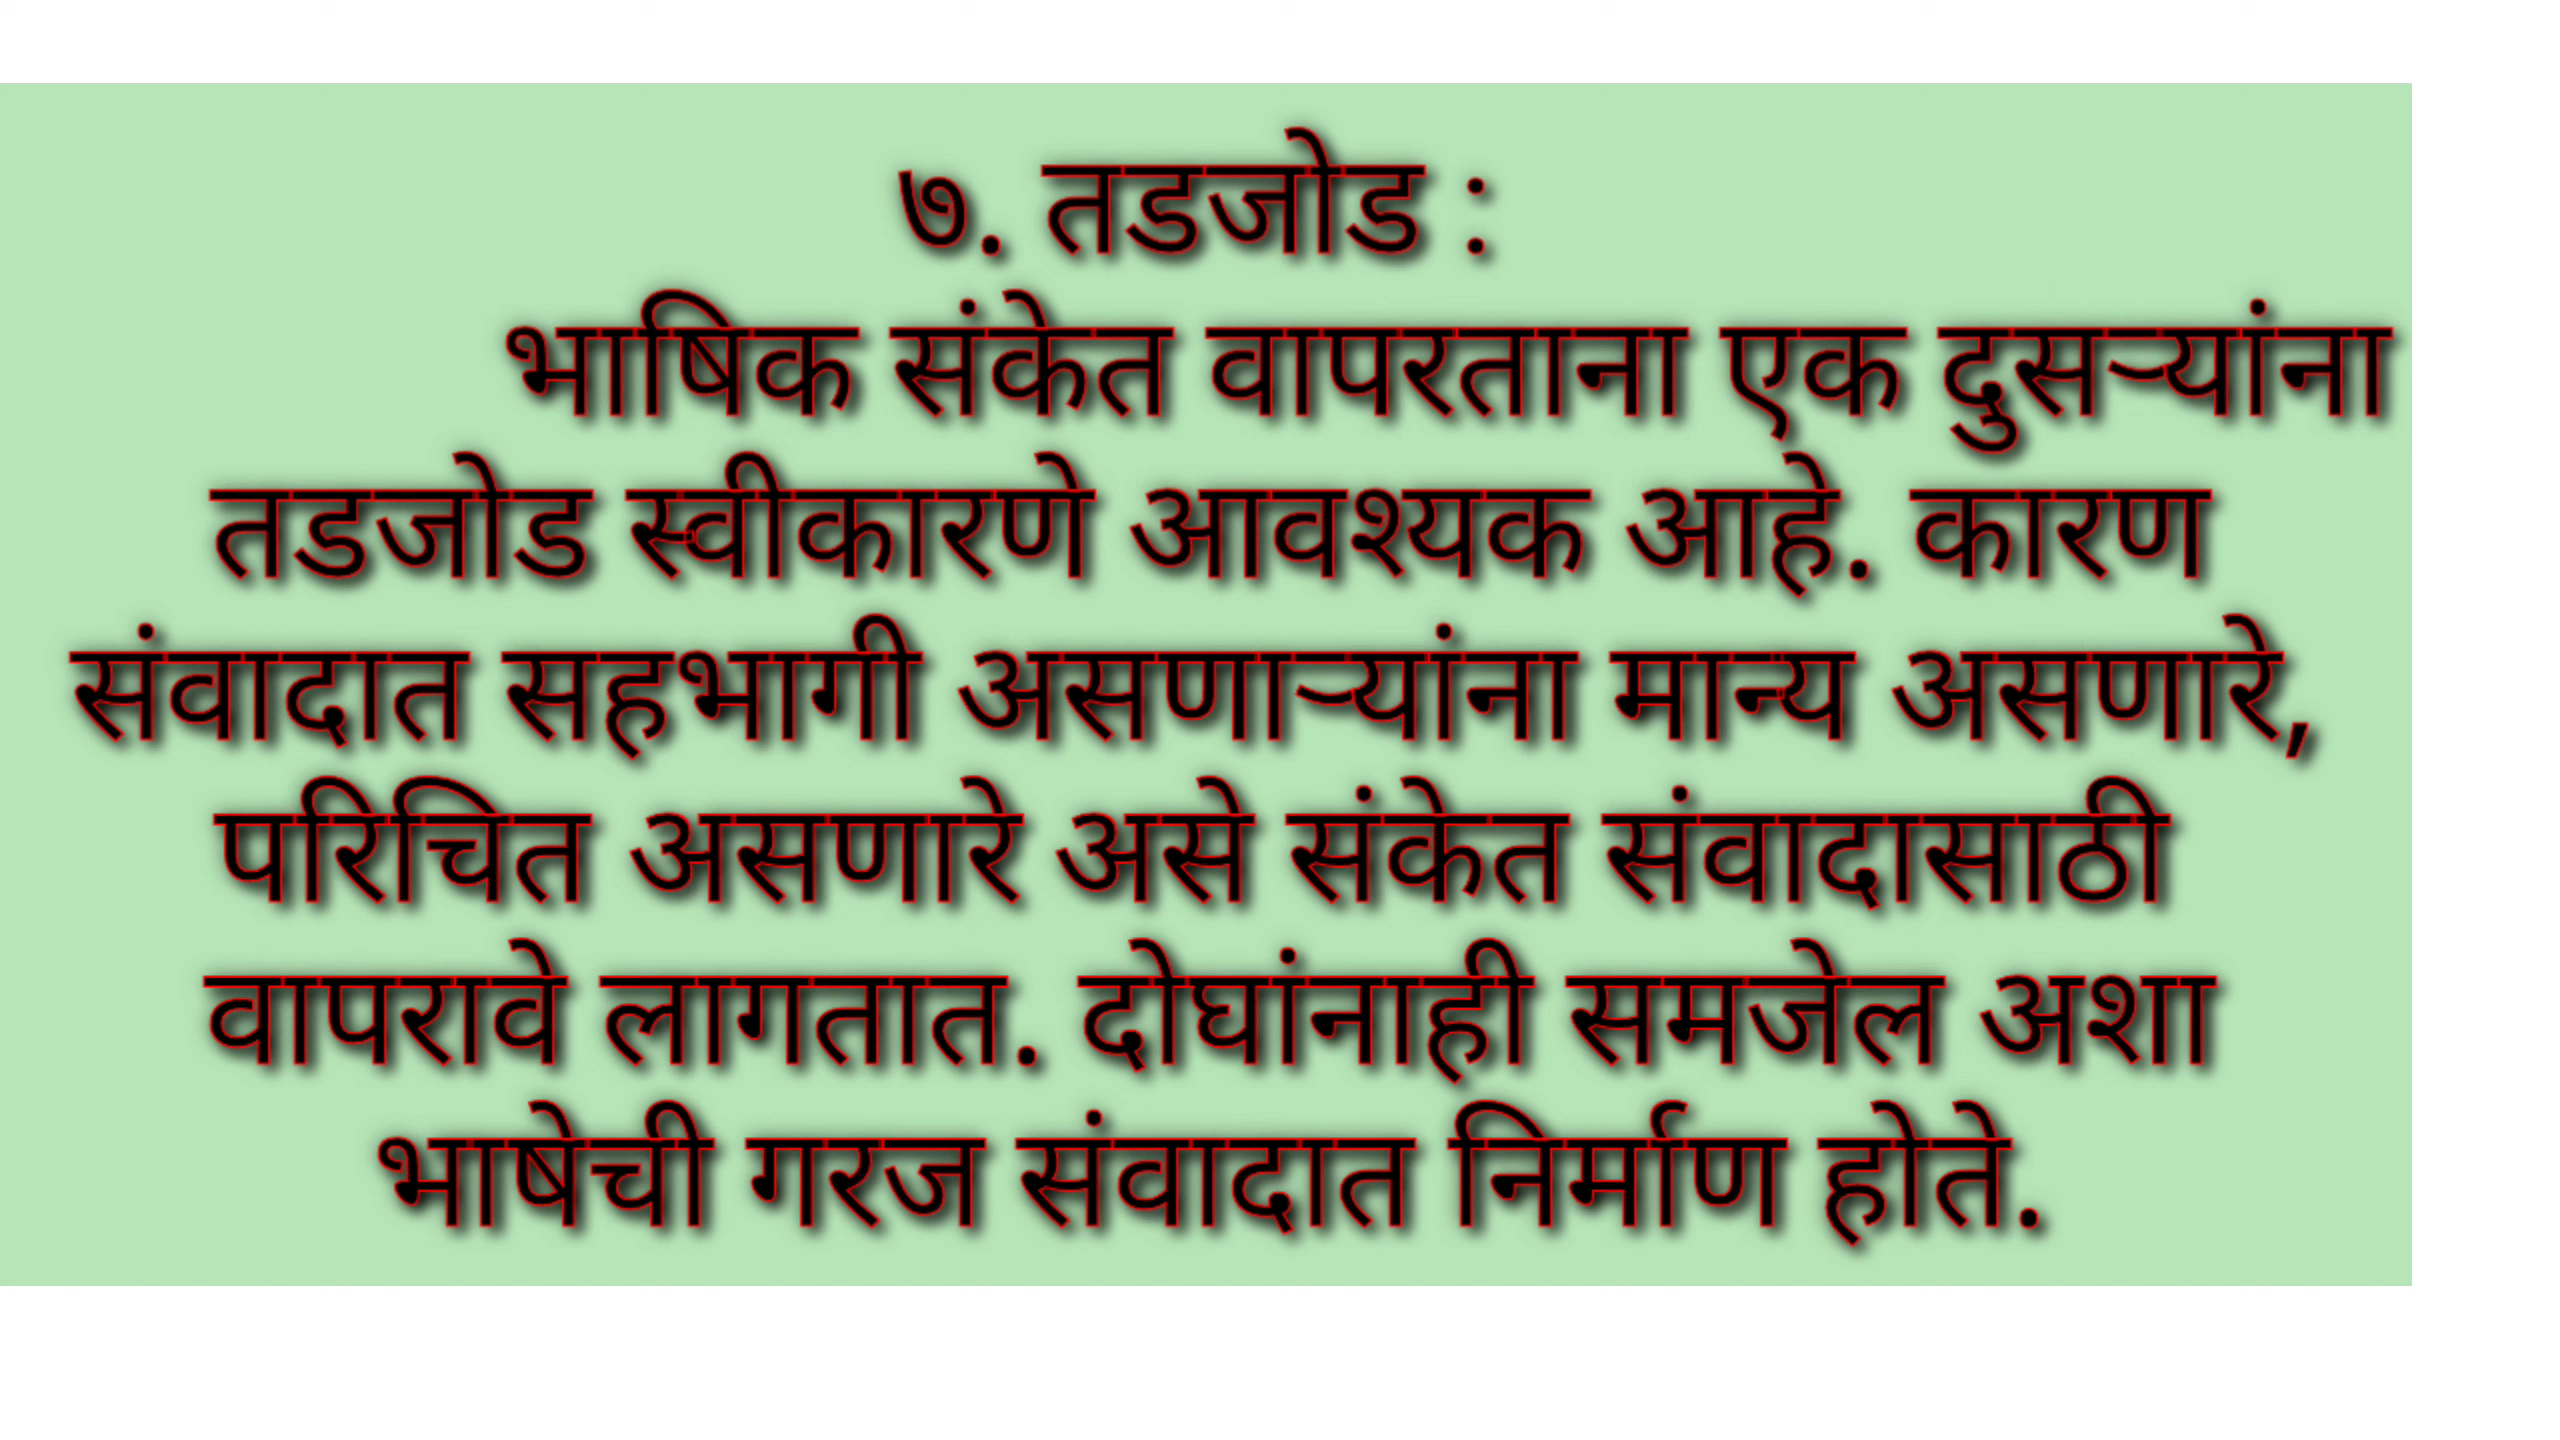 ७. तडजोड :
भाषिक संकेत वापरताना एक दुसऱ्यांना
तडजोड स्वीकारणे आवश्यक आहे. कारण
संवादात सहभागी असणाऱ्यांना मान्य असणारे,
परिचित असणारे असे संकेत संवादासाठी
वापरावे लागतात. दोघांनाही समजेल अशा
भाषेची गरज संवादात निर्माण होते.